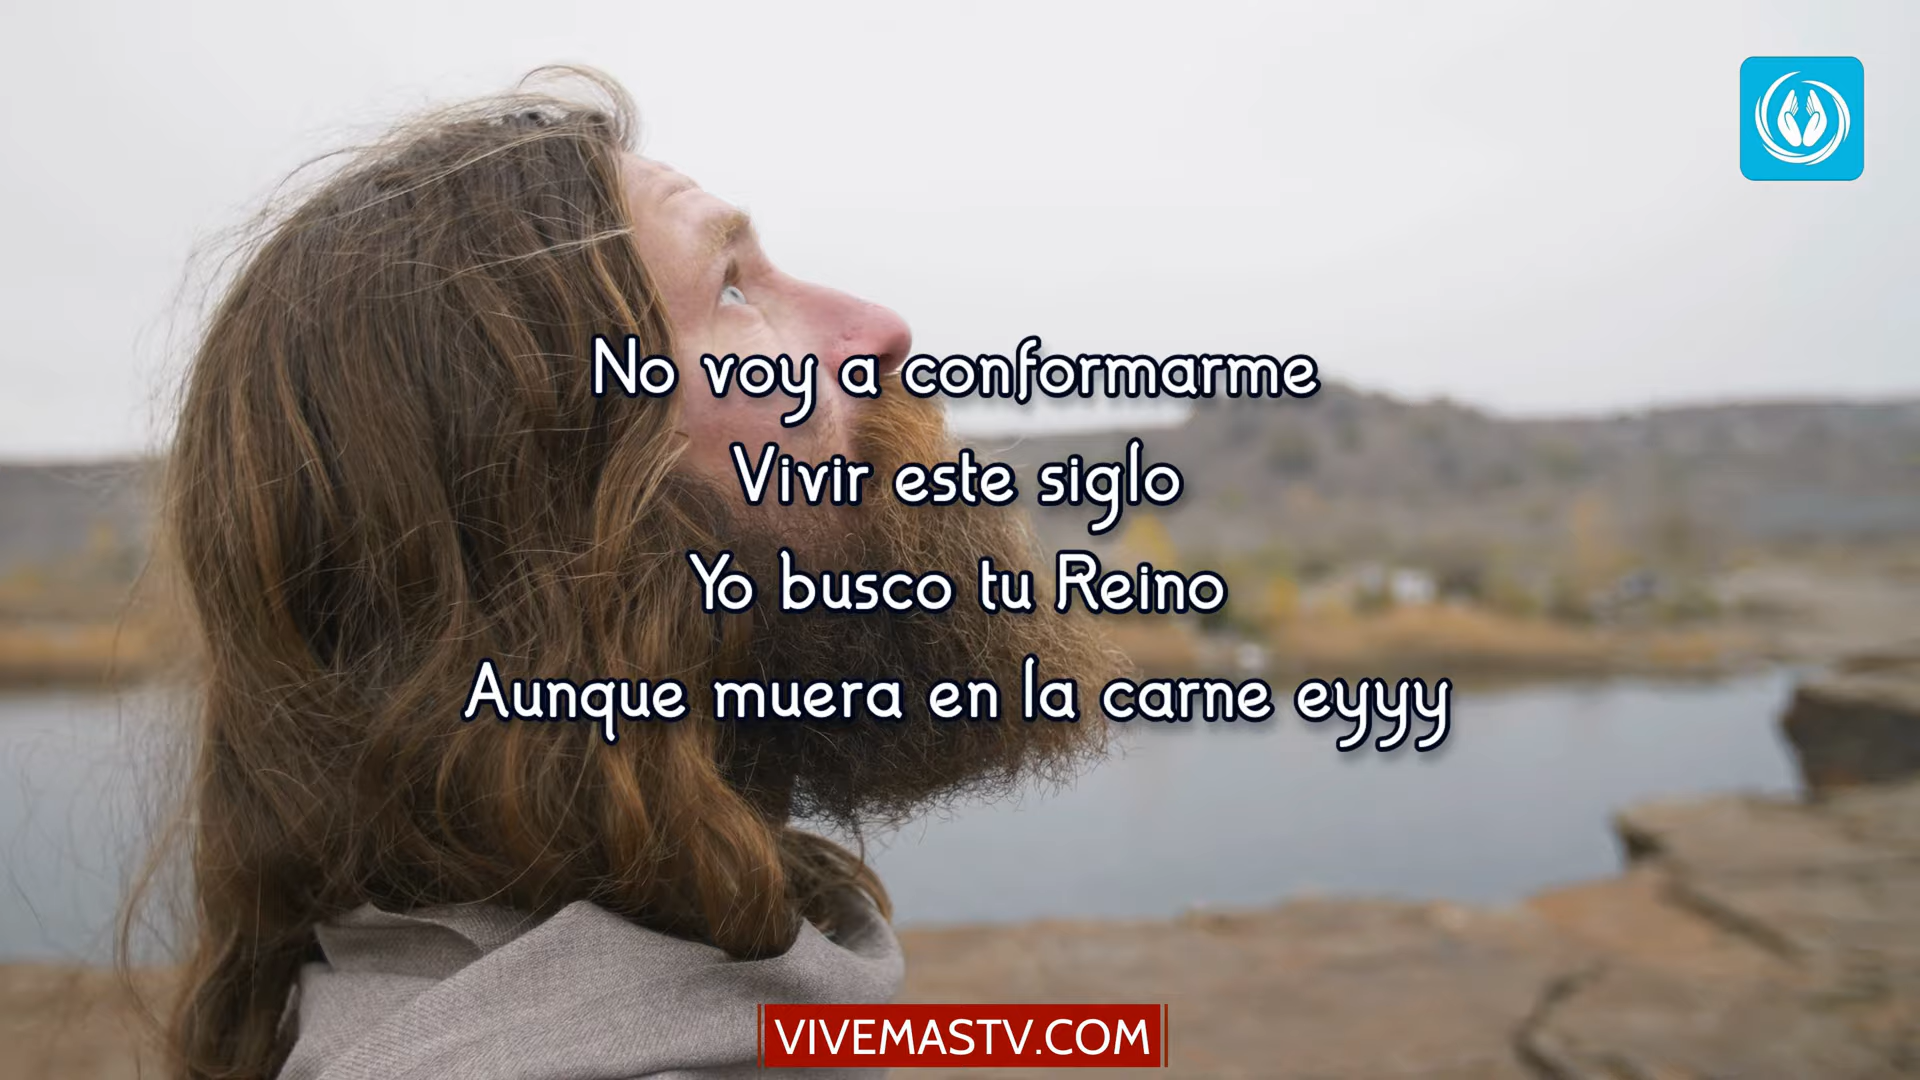 No voy a conformarme
Vivir este siglo
Yo busco tu Reino
Aunque muera en la carne eyyy
VIVEMASTV.COM